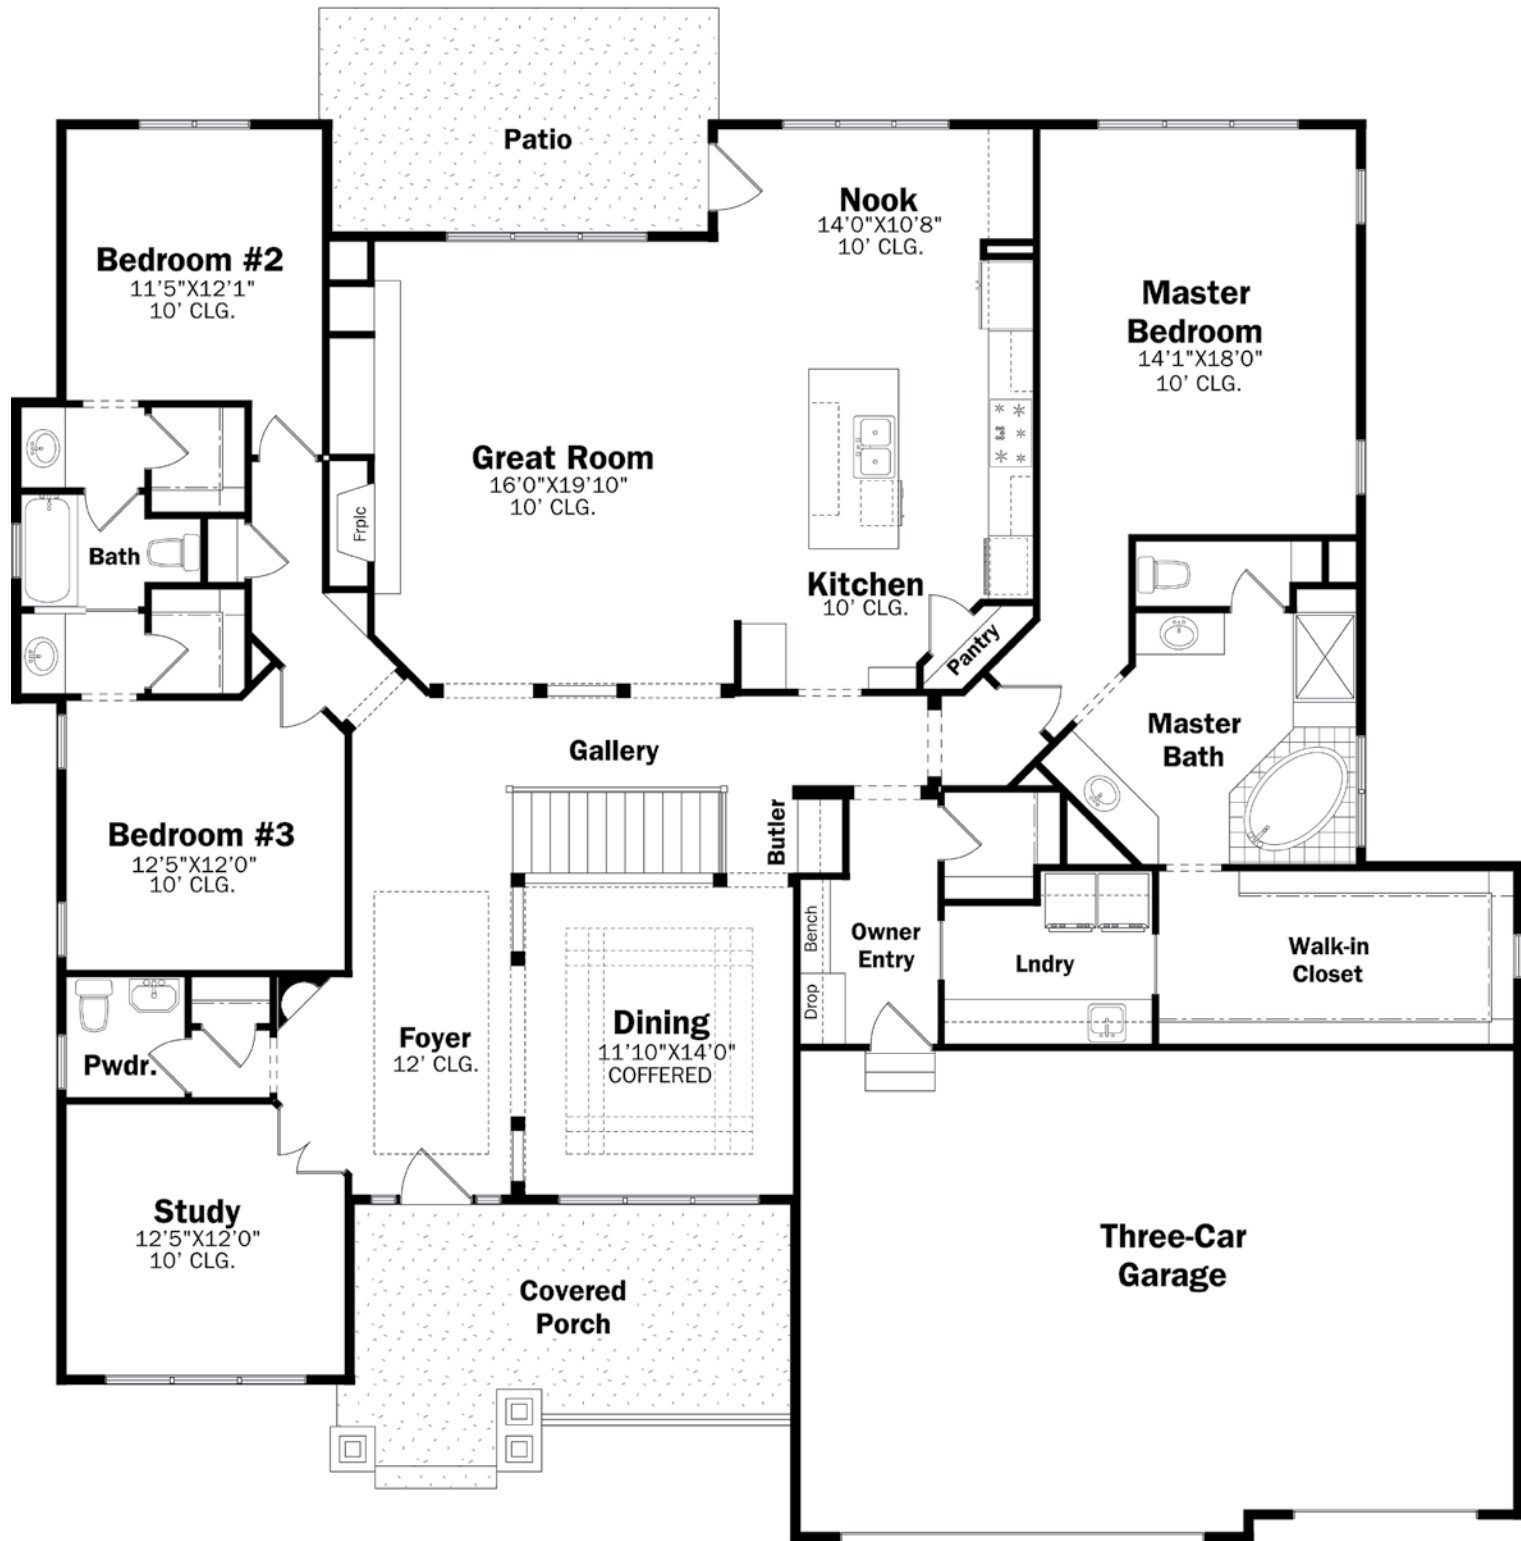 Patio
Nook
14'0"X10'8"
10' CLG.
Bedroom #2
11'5"X12'1"
10' CLG.
Master
Bedroom
14'1"X18'0"
10' CLG.
Great Room
16'0"X19'10"
10' CLG.
Frplc
Bath
Kitchen
10' CLG.
Pantry
Master
Bath
Gallery
Butler
Bedroom #3
12'5"X12'0"
10' CLG.
Bench
Owner
Entry
Lndry
Walk-in
Closet
Drop
Foyer
12' CLG.
Dining
11'10"X14'0"
COFFERED
Pwdr.
Study
12'5"X12'0"
10' CLG.
Three-Car
Garage
Covered
Porch